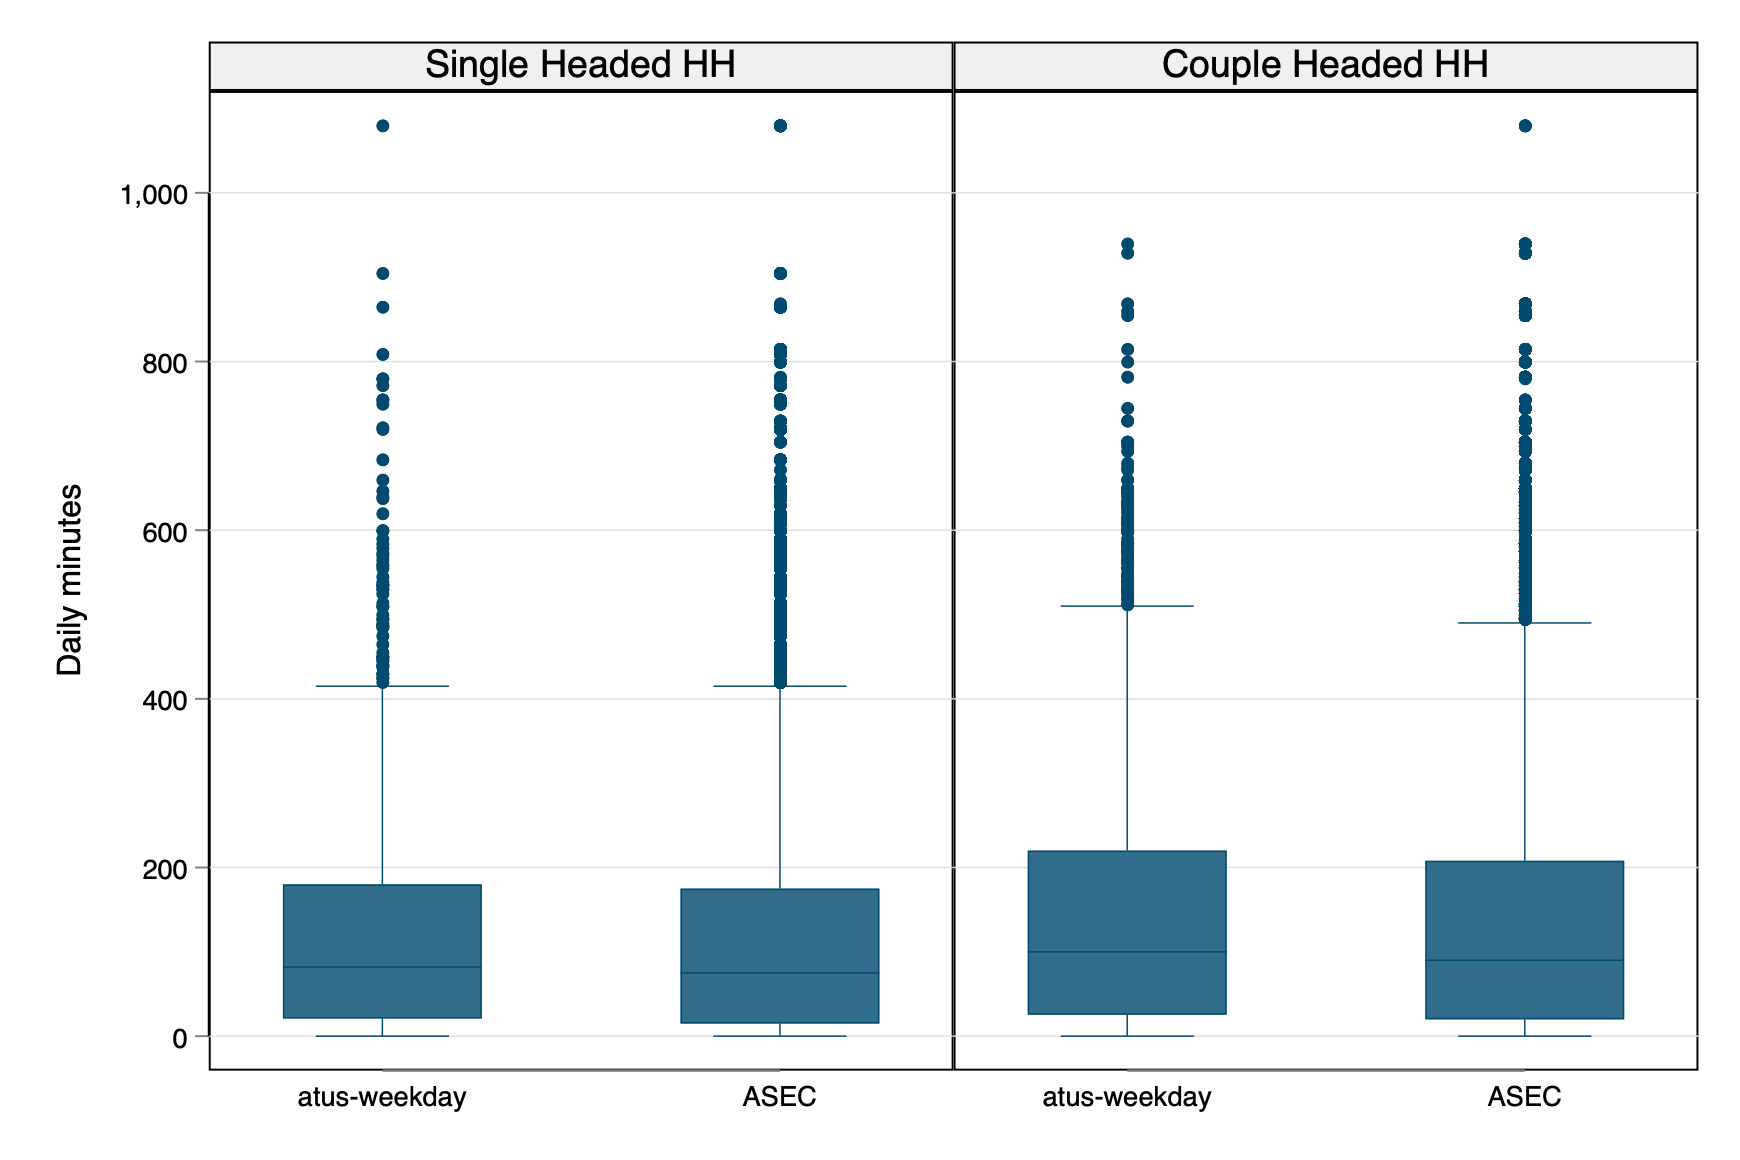 Single Headed HH
Couple Headed HH
Daily minutes
1,000
800
600
400
200
0
atus-weekday
ASEC
atus-weekday
ASEC